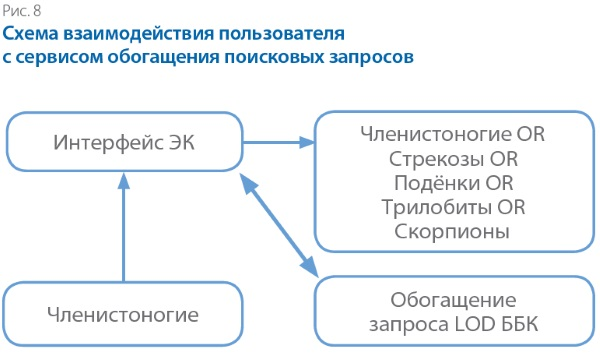 Рис. 8
Схема взаимодействия пользователя
с сервисом обогащения поисковых запросов
Интерфейс ЭК
Членистоногие OR
Стрекозы OR
Подёнки OR
Трилобиты OR
Скорпионы
Членистоногие
Обогащение
запроса LOD ББК